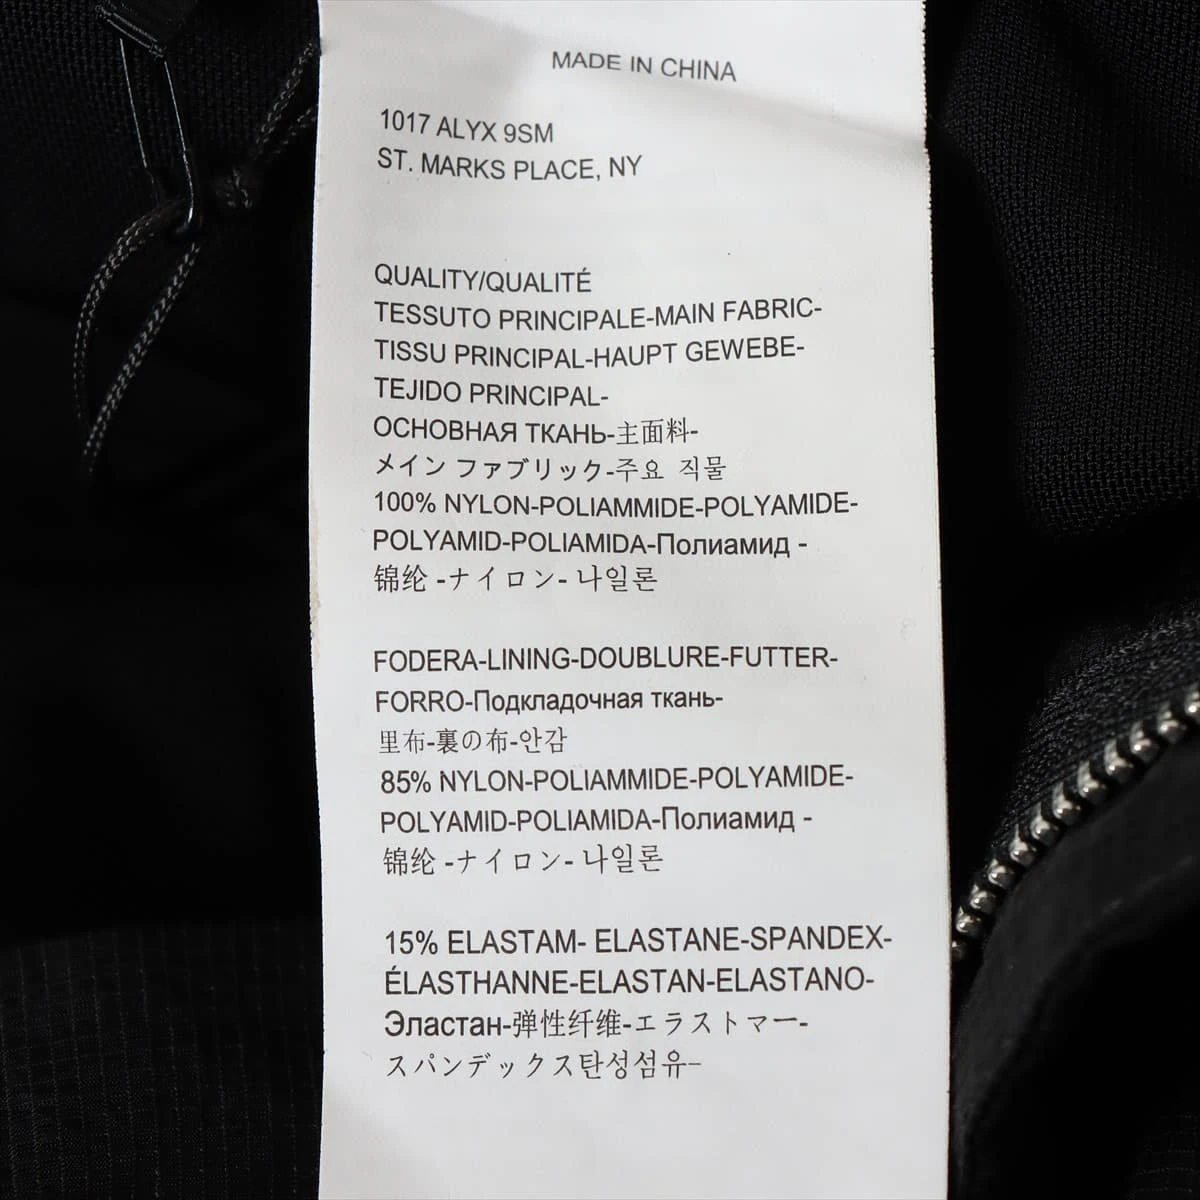 MADE IN CHINA
1017 ALYX 9SM
ST. MARKS PLACE, NY
QUALITY/QUALITÉ
TESSUTO PRINCIPALE-MAIN FABRIC-
TISSU PRINCIPAL-HAUPT GEWEBE-
TEJIDO PRINCIPAL-
ОСНОВНАЯ ТКАНЬ-主面料-
メイン ファブリック-주요 직물
100% NYLON-POLIAMMIDE-POLYAMIDE-
POLYAMID-POLIAMIDA-Полиамид -
锦纶 -ナイロン- 나일론
FODERA-LINING-DOUBLURE-FUTTER-
FORRO-Подкладочная ткань-
里布-裏の布-안감
85% NYLON-POLIAMMIDE-POLYAMIDE-
POLYAMID-POLIAMIDA-Полиамид -
锦纶 -ナイロン- 나일론
15% ELASTAM- ELASTANE-SPANDEX-
ÉLASTHANNE-ELASTAN-ELASTANO-
Эластан-弹性纤维-エラストマー-
スパンデックス탄성섬유-